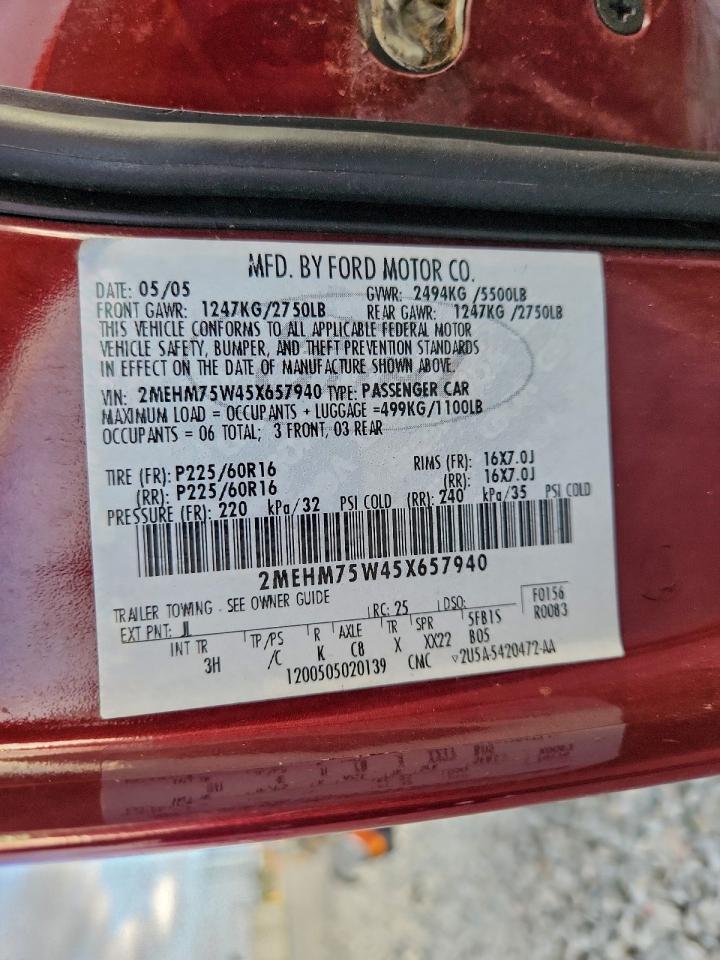 MFD. BY FORD MOTOR CO.
DATE: 05/05 GVWR: 2494KG /5500LB
FRONT GAWR: 1247KG/2750LB REAR GAWR: 1247KG /2750LB
THIS VEHICLE CONFORMS TO ALL APPLICABLE FEDERAL MOTOR
VEHICLE SAFETY, BUMPER, AND THEFT PREVENTION STANDARDS
IN EFFECT ON THE DATE OF MANUFACTURE SHOWN ABOVE.
VIN: 2MEHM75W45X657940 TYPE: PASSENGER CAR
MAXIMUM LOAD = OCCUPANTS + LUGGAGE =499KG/1100LB
OCCUPANTS = 06 TOTAL; 3 FRONT, 03 REAR
TIRE (FR): P225/60R16 RIMS (FR): 16X7.0J
(RR): P225/60R16 (RR): 16X7.0J
PRESSURE (FR): 220 kPa/32 PSI COLD (RR): 240 kPa/35 PSI COLD
2MEHM75W45X657940
TRAILER TOWING - SEE OWNER GUIDE RC: 25 DSO: F0156
EXT PNT: JL R0083
INT TR TP/PS R AXLE TR SPR 5FB1S
3H /C K C8 X XX22 B05
1200505020139 CMC 2U5A-5420472-AA